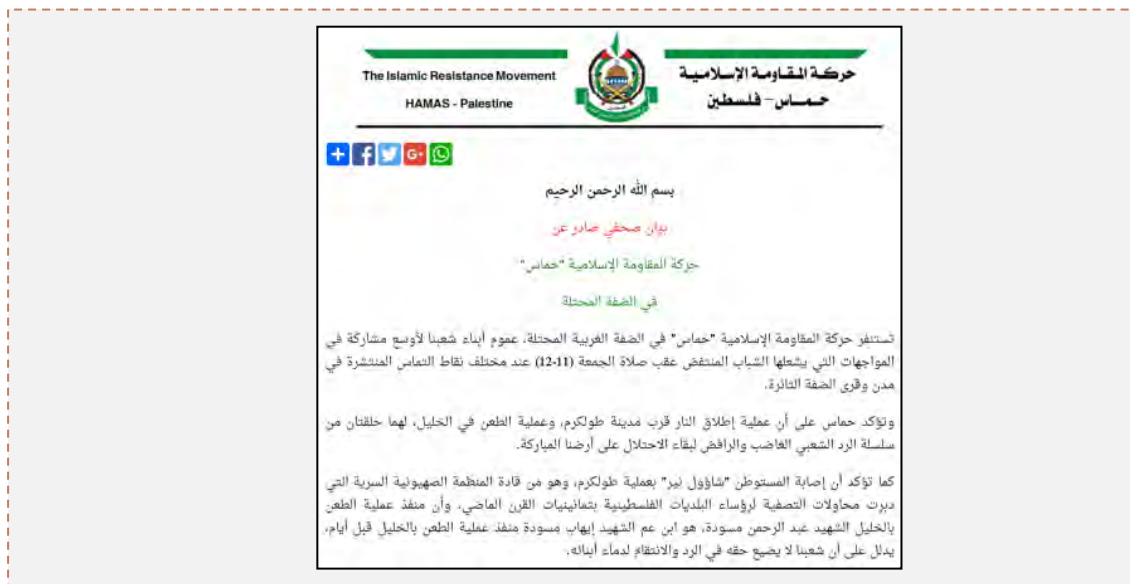 The Islamic Resistance Movement
HAMAS - Palestine
حركة المقاومة الإسلامية
حماس - فلسطين
بسم الله الرحمن الرحيم
بيان صحفي صادر عن
حركة المقاومة الإسلامية "حماس"
في الضفة المحتلة
تستنفر حركة المقاومة الإسلامية "حماس" في الضفة الغربية المحتلة، عموم أبناء شعبنا لأوسع مشاركة في
المواجهات التي يشعلها الشباب المنتفض عقب صلاة الجمعة (11-12) عند مختلف نقاط التماس المنتشرة في
مدن وقرى الضفة الثائرة.
وتؤكد حماس على أن عملية إطلاق النار قرب مدينة طولكرم، وعملية الطعن في الخليل، لهما حلقتان من
سلسلة الرد الشعبي الغاضب والرافض لبقاء الاحتلال على أرضنا المباركة.
كما تؤكد أن إصابة المستوطن "شاؤول نير" بعملية طولكرم، وهو من قادة المنظمة الصهيونية السرية التي
دبرت محاولات التصفية لرؤساء البلديات الفلسطينية بثمانينيات القرن الماضي، وأن منفذ عملية الطعن
بالخليل الشهيد عبد الرحمن مسودة، هو ابن عم الشهيد إيهاب مسودة منفذ عملية الطعن بالخليل قبل أيام،
يدلل على أن شعبنا لا يضيع حقه في الرد والانتقام لدماء أبنائه.